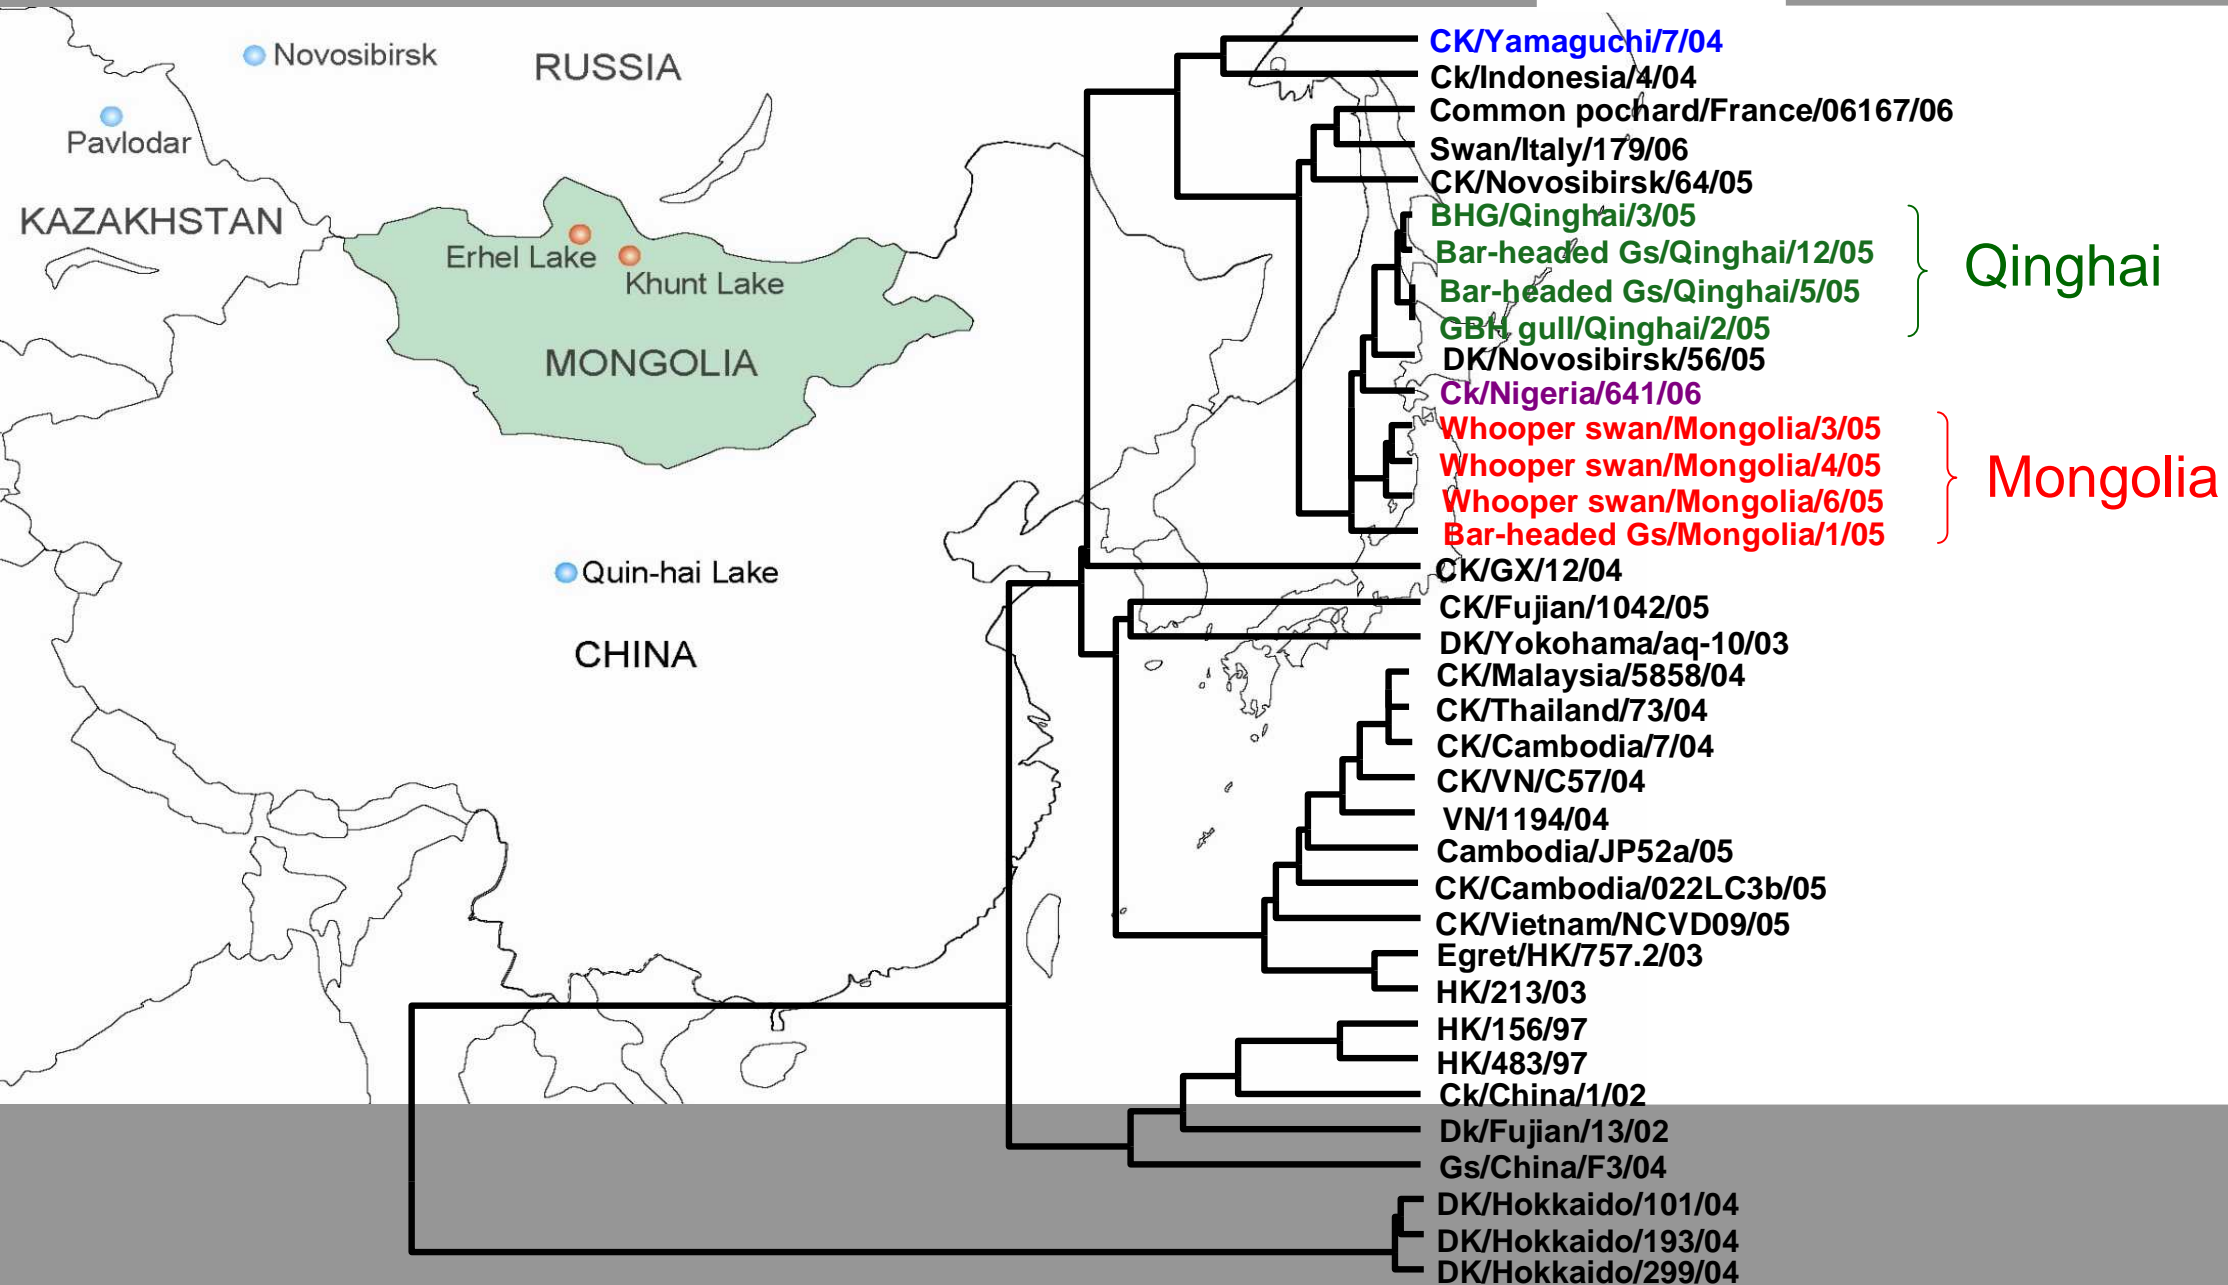 Novosibirsk
RUSSIA
Pavlodar
KAZAKHSTAN
Erhel Lake
Khunt Lake
MONGOLIA
Quin-hai Lake
CHINA
CK/Yamaguchi/7/04
Ck/Indonesia/4/04
Common pochard/France/06167/06
Swan/Italy/179/06
CK/Novosibirsk/64/05
BHG/Qinghai/3/05
Bar-headed Gs/Qinghai/12/05
Bar-headed Gs/Qinghai/5/05
GBH gull/Qinghai/2/05
Qinghai
DK/Novosibirsk/56/05
Ck/Nigeria/641/06
Whooper swan/Mongolia/3/05
Whooper swan/Mongolia/4/05
Whooper swan/Mongolia/6/05
Bar-headed Gs/Mongolia/1/05
Mongolia
CK/GX/12/04
CK/Fujian/1042/05
DK/Yokohama/aq-10/03
CK/Malaysia/5858/04
CK/Thailand/73/04
CK/Cambodia/7/04
CK/VN/C57/04
VN/1194/04
Cambodia/JP52a/05
CK/Cambodia/022LC3b/05
CK/Vietnam/NCVD09/05
Egret/HK/757.2/03
HK/213/03
HK/156/97
HK/483/97
Ck/China/1/02
Dk/Fujian/13/02
Gs/China/F3/04
DK/Hokkaido/101/04
DK/Hokkaido/193/04
DK/Hokkaido/299/04